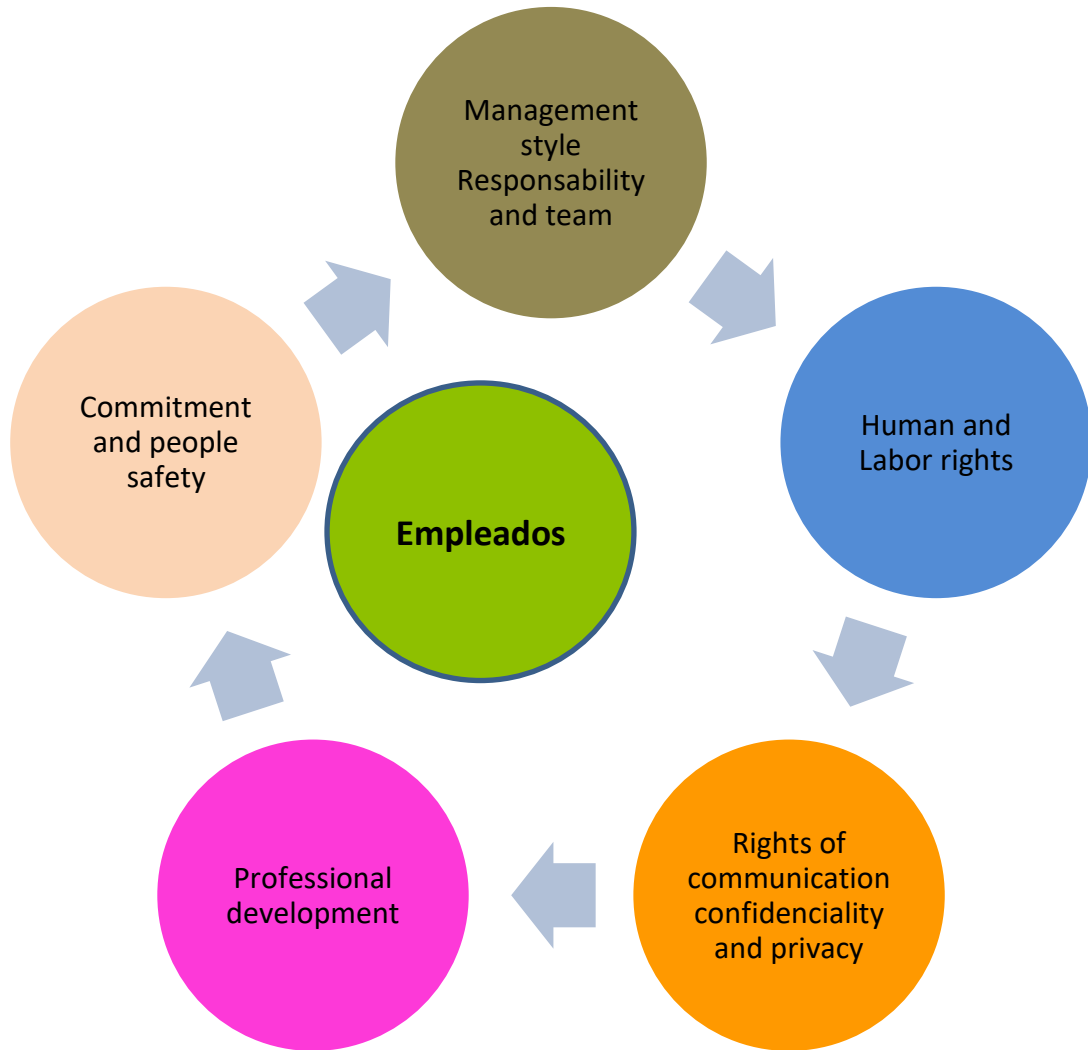 Management
style
Responsability
and team
Commitment
and people
safety
Human and
Labor rights
Empleados
Professional
development
Rights of
communication
confidenciality
and privacy